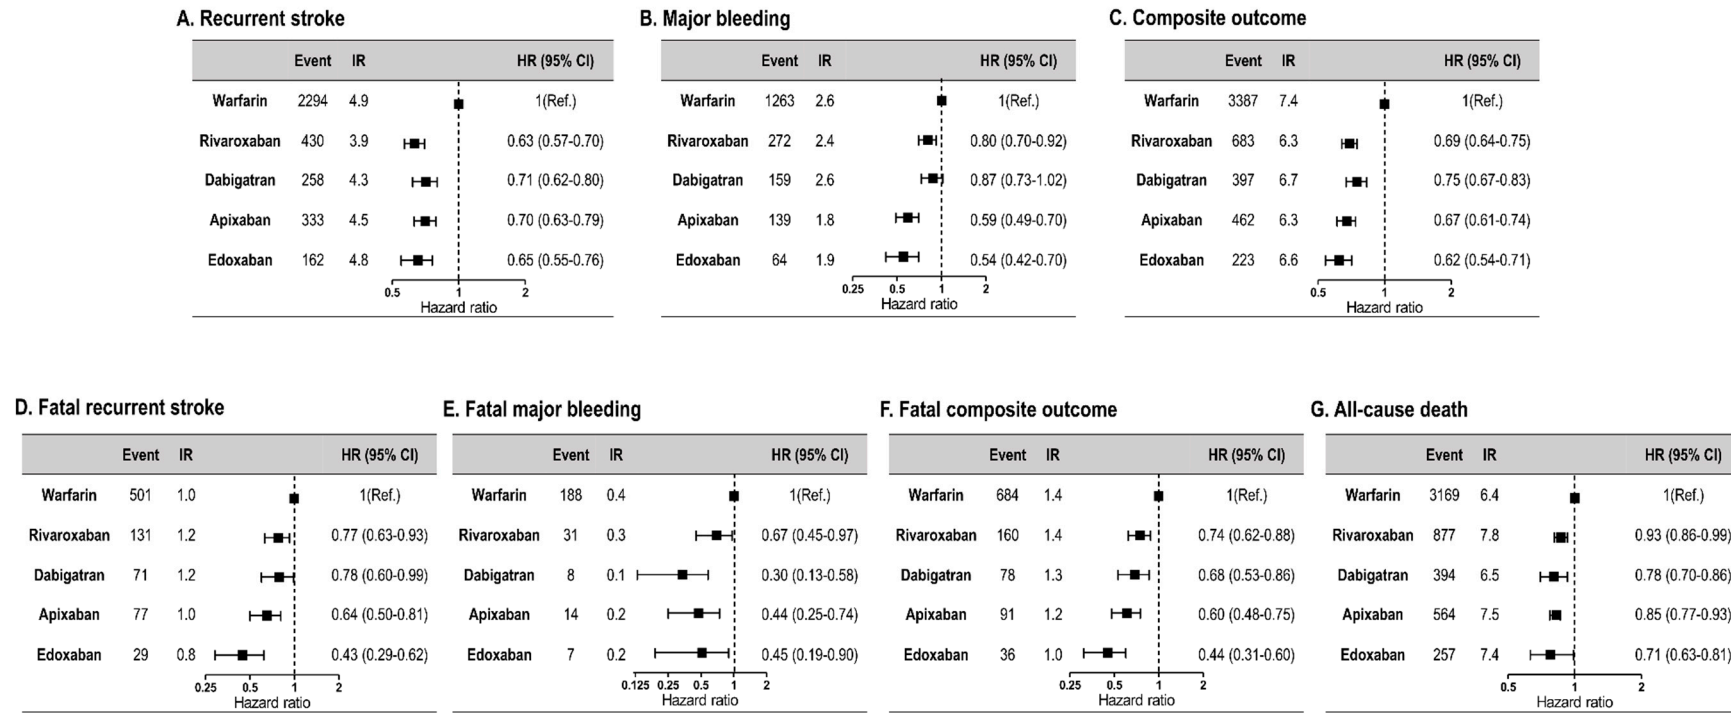 A. Recurrent stroke
Event IR HR (95% CI)
Warfarin 2294 4.9 1(Ref.)
Rivaroxaban 430 3.9 0.63 (0.57-0.70)
Dabigatran 258 4.3 0.71 (0.62-0.80)
Apixaban 333 4.5 0.70 (0.63-0.79)
Edoxaban 162 4.8 0.65 (0.55-0.76)
0.5 1 2
Hazard ratio
B. Major bleeding
Event IR HR (95% CI)
Warfarin 1263 2.6 1(Ref.)
Rivaroxaban 272 2.4 0.80 (0.70-0.92)
Dabigatran 159 2.6 0.87 (0.73-1.02)
Apixaban 139 1.8 0.59 (0.49-0.70)
Edoxaban 64 1.9 0.54 (0.42-0.70)
0.25 0.5 1 2
Hazard ratio
C. Composite outcome
Event IR HR (95% CI)
Warfarin 3387 7.4 1(Ref.)
Rivaroxaban 683 6.3 0.69 (0.64-0.75)
Dabigatran 397 6.7 0.75 (0.67-0.83)
Apixaban 462 6.3 0.67 (0.61-0.74)
Edoxaban 223 6.6 0.62 (0.54-0.71)
0.5 1 2
Hazard ratio
D. Fatal recurrent stroke
Event IR HR (95% CI)
Warfarin 501 1.0 1(Ref.)
Rivaroxaban 131 1.2 0.77 (0.63-0.93)
Dabigatran 71 1.2 0.78 (0.60-0.99)
Apixaban 77 1.0 0.64 (0.50-0.81)
Edoxaban 29 0.8 0.43 (0.29-0.62)
0.25 0.5 1 2
Hazard ratio
E. Fatal major bleeding
Event IR HR (95% CI)
Warfarin 188 0.4 1(Ref.)
Rivaroxaban 31 0.3 0.67 (0.45-0.97)
Dabigatran 8 0.1 0.30 (0.13-0.58)
Apixaban 14 0.2 0.44 (0.25-0.74)
Edoxaban 7 0.2 0.45 (0.19-0.90)
0.125 0.25 0.5 1 2
Hazard ratio
F. Fatal composite outcome
Event IR HR (95% CI)
Warfarin 684 1.4 1(Ref.)
Rivaroxaban 160 1.4 0.74 (0.62-0.88)
Dabigatran 78 1.3 0.68 (0.53-0.86)
Apixaban 91 1.2 0.60 (0.48-0.75)
Edoxaban 36 1.0 0.44 (0.31-0.60)
0.25 0.5 1 2
Hazard ratio
G. All-cause death
Event IR HR (95% CI)
Warfarin 3169 6.4 1(Ref.)
Rivaroxaban 877 7.8 0.93 (0.86-0.99)
Dabigatran 394 6.5 0.78 (0.70-0.86)
Apixaban 564 7.5 0.85 (0.77-0.93)
Edoxaban 257 7.4 0.71 (0.63-0.81)
0.5 1 2
Hazard ratio